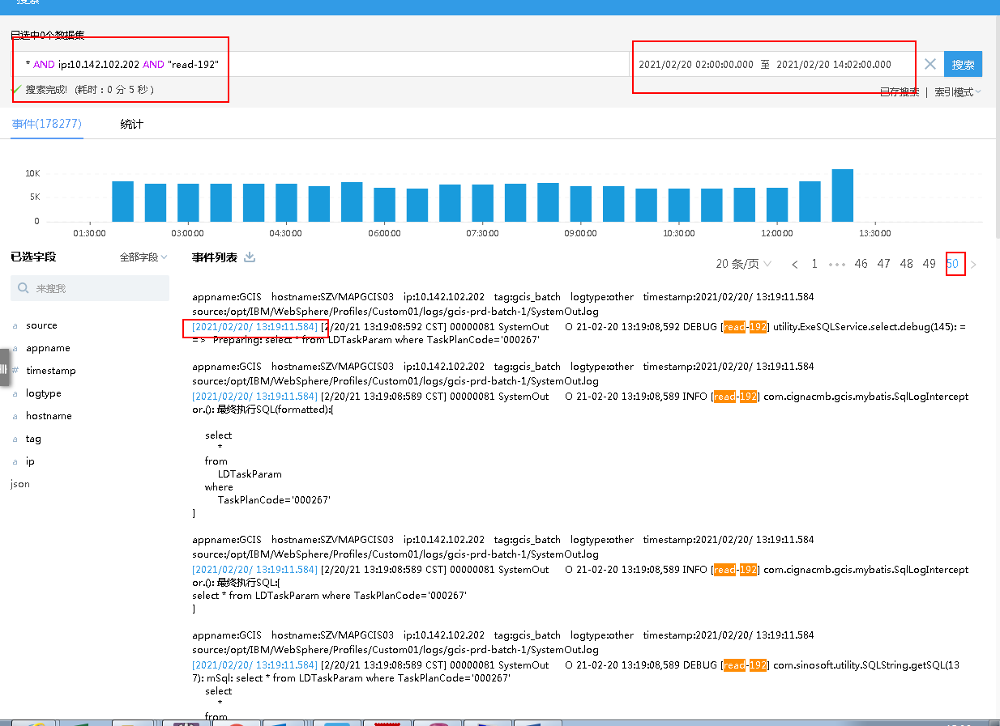 搜索
已选中0个数据集
* AND ip:10.142.102.202 AND "read-192"
2021/02/20 02:00:00.000 至 2021/02/20 14:02:00.000
搜索
搜索完成! (耗时：0 分 5 秒)
已存搜索 | 索引模式
事件(178277)
统计
10K
5K
0
01:30:00 03:00:00 04:30:00 06:00:00 07:30:00 09:00:00 10:30:00 12:00:00 13:30:00
已选字段
全部字段
事件列表
20 条/页 < 1 ••• 46 47 48 49 50 >
来搜我
a source
a appname
# timestamp
a logtype
a hostname
a tag
a ip
json
appname:GCIS hostname:SZVMAPGCIS03 ip:10.142.102.202 tag:gcis_batch logtype:other timestamp:2021/02/20/ 13:19:11.584
source:/opt/IBM/WebSphere/Profiles/Custom01/logs/gcis-prd-batch-1/SystemOut.log
[2021/02/20/ 13:19:11.584] [2/20/21 13:19:08:592 CST] 00000081 SystemOut O 21-02-20 13:19:08,592 DEBUG [read-192] utility.ExeSQLService.select.debug(145): =
=> Preparing: select * from LDTaskParam where TaskPlanCode='000267'
appname:GCIS hostname:SZVMAPGCIS03 ip:10.142.102.202 tag:gcis_batch logtype:other timestamp:2021/02/20/ 13:19:11.584
source:/opt/IBM/WebSphere/Profiles/Custom01/logs/gcis-prd-batch-1/SystemOut.log
[2021/02/20/ 13:19:11.584] [2/20/21 13:19:08:589 CST] 00000081 SystemOut O 21-02-20 13:19:08,589 INFO [read-192] com.cignacmb.gcis.mybatis.SqlLogIntercept
or.(): 最终执行SQL(formatted):[
select
*
from
LDTaskParam
where
TaskPlanCode='000267'
]
appname:GCIS hostname:SZVMAPGCIS03 ip:10.142.102.202 tag:gcis_batch logtype:other timestamp:2021/02/20/ 13:19:11.584
source:/opt/IBM/WebSphere/Profiles/Custom01/logs/gcis-prd-batch-1/SystemOut.log
[2021/02/20/ 13:19:11.584] [2/20/21 13:19:08:589 CST] 00000081 SystemOut O 21-02-20 13:19:08,589 INFO [read-192] com.cignacmb.gcis.mybatis.SqlLogIntercept
or.(): 最终执行SQL:[
select * from LDTaskParam where TaskPlanCode='000267'
]
appname:GCIS hostname:SZVMAPGCIS03 ip:10.142.102.202 tag:gcis_batch logtype:other timestamp:2021/02/20/ 13:19:11.584
source:/opt/IBM/WebSphere/Profiles/Custom01/logs/gcis-prd-batch-1/SystemOut.log
[2021/02/20/ 13:19:11.584] [2/20/21 13:19:08:589 CST] 00000081 SystemOut O 21-02-20 13:19:08,589 DEBUG [read-192] com.sinosoft.utility.SQLString.getSQL(13
7): mSql: select * from LDTaskParam where TaskPlanCode='000267'
select
*
from